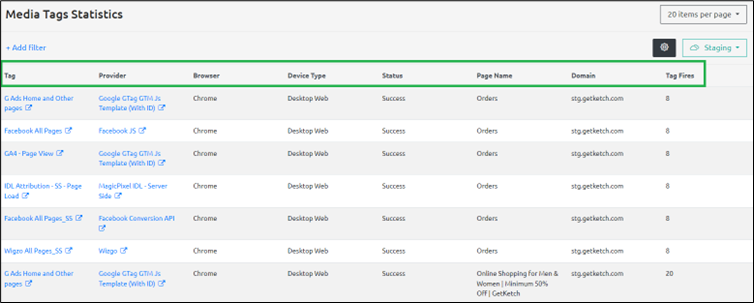 Media Tags Statistics
20 items per page
+ Add Filter
Staging
Tag Provider Browser Device Type Status Page Name Domain Tag Fires
G Ads Home and Other pages Google GTag GTM Js Template (With ID) Chrome Desktop Web Success Orders stg.getketch.com 8
Facebook All Pages Facebook JS Chrome Desktop Web Success Orders stg.getketch.com 8
GA4 - Page View Google GTag GTM Js Template (With ID) Chrome Desktop Web Success Orders stg.getketch.com 8
IDL Attribution - SS - Page Load MagicPixel IDL - Server Side Chrome Desktop Web Success Orders stg.getketch.com 8
Facebook All Pages_SS Facebook Conversion API Chrome Desktop Web Success Orders stg.getketch.com 8
Wigzo All Pages_SS Wizgo Chrome Desktop Web Success Orders stg.getketch.com 8
G Ads Home and Other pages Google GTag GTM Js Template (With ID) Chrome Desktop Web Success Online Shopping for Men & Women | Minimum 50% Off | GetKetch stg.getketch.com 20